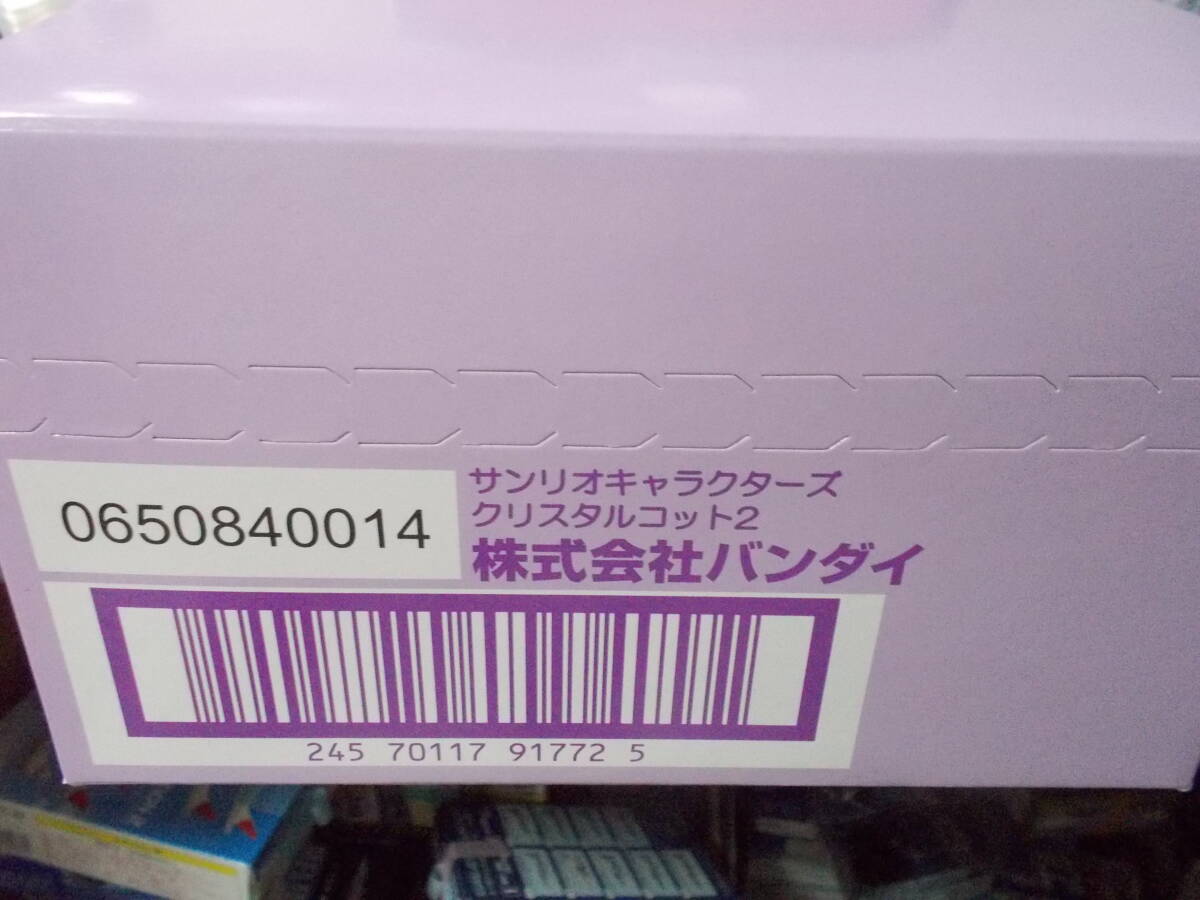 0650840014
サンリオキャラクターズ
クリスタルコット2
株式会社バンダイ
245 70117 91772 5